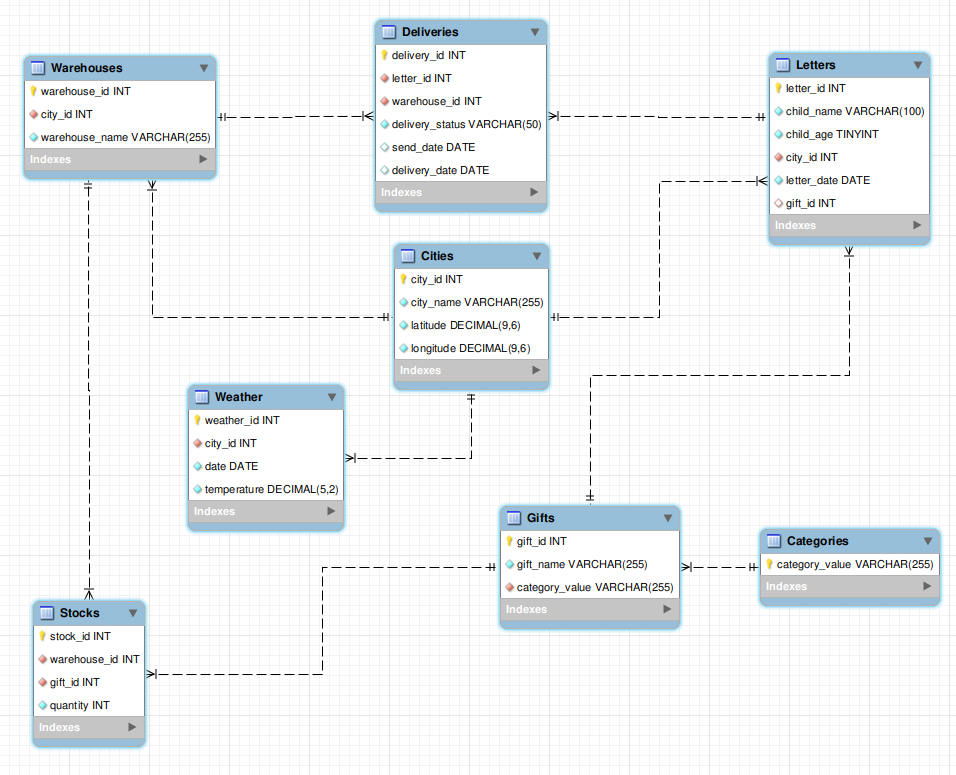 Deliveries
delivery_id INT
letter_id INT
warehouse_id INT
delivery_status VARCHAR(50)
send_date DATE
delivery_date DATE
Indexes
Warehouses
warehouse_id INT
city_id INT
warehouse_name VARCHAR(255)
Indexes
Letters
letter_id INT
child_name VARCHAR(100)
child_age TINYINT
city_id INT
letter_date DATE
gift_id INT
Indexes
Cities
city_id INT
city_name VARCHAR(255)
latitude DECIMAL(9,6)
longitude DECIMAL(9,6)
Indexes
Weather
weather_id INT
city_id INT
date DATE
temperature DECIMAL(5,2)
Indexes
Gifts
gift_id INT
gift_name VARCHAR(255)
category_value VARCHAR(255)
Indexes
Categories
category_value VARCHAR(255)
Indexes
Stocks
stock_id INT
warehouse_id INT
gift_id INT
quantity INT
Indexes